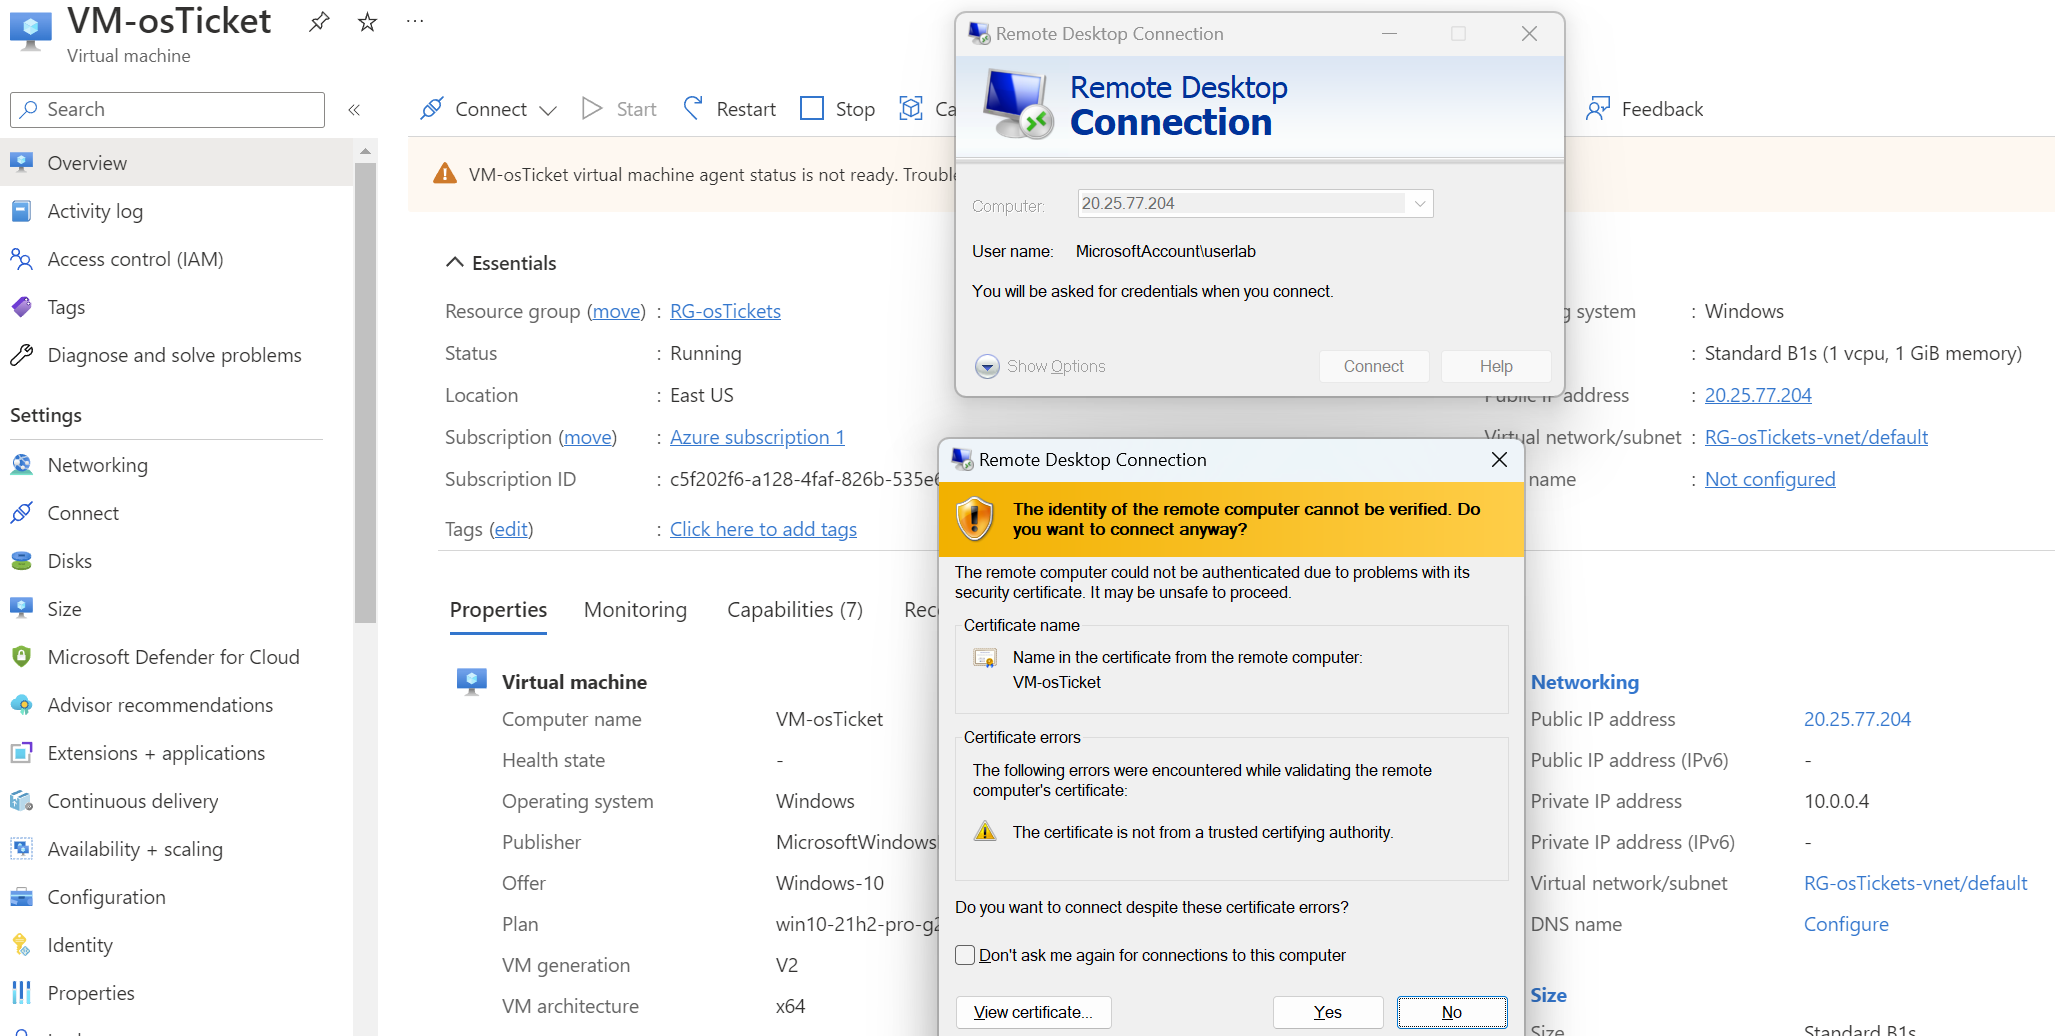 VM-osTicket
Virtual machine
Search
Overview
Activity log
Access control (IAM)
Tags
Diagnose and solve problems
Settings
Networking
Connect
Disks
Size
Microsoft Defender for Cloud
Advisor recommendations
Extensions + applications
Continuous delivery
Availability + scaling
Configuration
Identity
Properties
Connect
Start
Restart
Stop
Ca
Feedback
VM-osTicket virtual machine agent status is not ready. Trouble
Essentials
Resource group (move) : RG-osTickets
Status : Running
Location : East US
Subscription (move) : Azure subscription 1
Subscription ID : c5f202f6-a128-4faf-826b-535e6
Tags (edit) : Click here to add tags
g system : Windows
: Standard B1s (1 vcpu, 1 GiB memory)
Public IP address : 20.25.77.204
Virtual network/subnet : RG-osTickets-vnet/default
name : Not configured
Properties
Monitoring
Capabilities (7)
Rec
Virtual machine
Computer name VM-osTicket
Health state -
Operating system Windows
Publisher MicrosoftWindows
Offer Windows-10
Plan win10-21h2-pro-g2
VM generation V2
VM architecture x64
Networking
Public IP address 20.25.77.204
Public IP address (IPv6) -
Private IP address 10.0.0.4
Private IP address (IPv6) -
Virtual network/subnet RG-osTickets-vnet/default
DNS name Configure
Size
Size Standard B1s
Remote Desktop Connection
Remote Desktop
Connection
Computer: 20.25.77.204
User name: MicrosoftAccount\userlab
You will be asked for credentials when you connect.
Show Options
Connect
Help
Remote Desktop Connection
The identity of the remote computer cannot be verified. Do
you want to connect anyway?
The remote computer could not be authenticated due to problems with its
security certificate. It may be unsafe to proceed.
Certificate name
Name in the certificate from the remote computer:
VM-osTicket
Certificate errors
The following errors were encountered while validating the remote
computer's certificate:
The certificate is not from a trusted certifying authority.
Do you want to connect despite these certificate errors?
Don't ask me again for connections to this computer
View certificate...
Yes
No